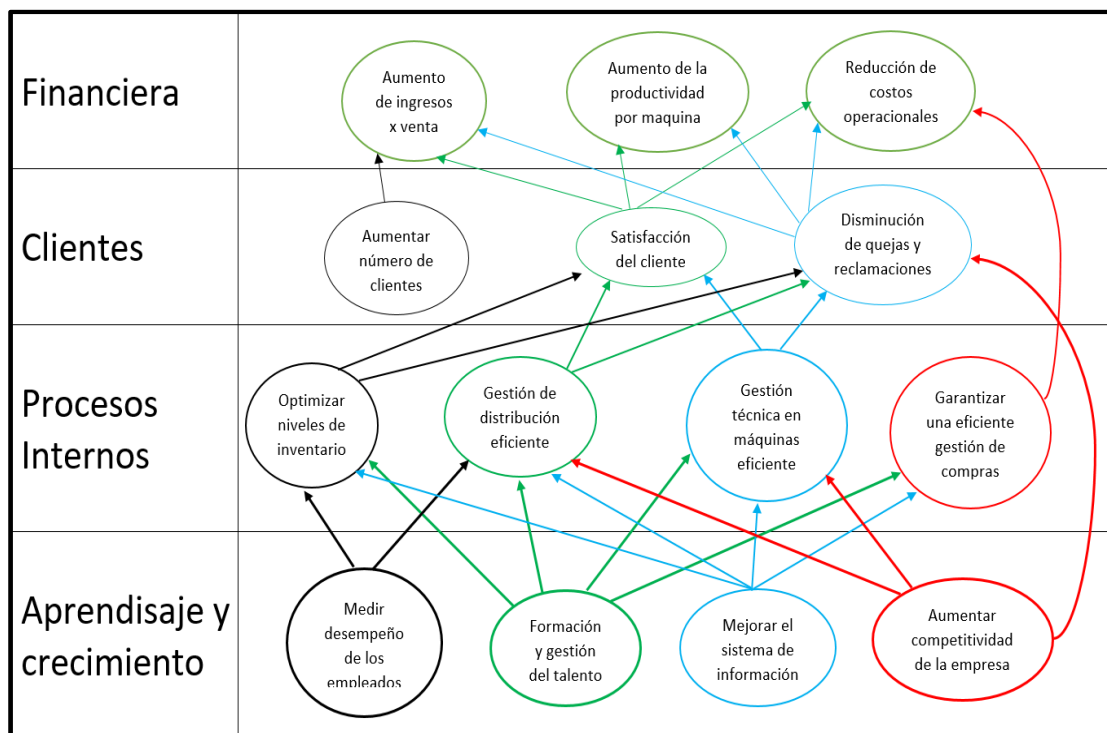 Financiera
Aumento
de ingresos
x venta
Aumento de la
productividad
por maquina
Reducción de
costos
operacionales
Clientes
Aumentar
número de
clientes
Satisfacción
del cliente
Disminución
de quejas y
reclamaciones
Procesos
Internos
Optimizar
niveles de
inventario
Gestión de
distribución
eficiente
Gestión
técnica en
máquinas
eficiente
Garantizar
una eficiente
gestión de
compras
Aprendisaje y
crecimiento
Medir
desempeño
de los
empleados
Formación
y gestión
del talento
Mejorar el
sistema de
información
Aumentar
competitividad
de la empresa